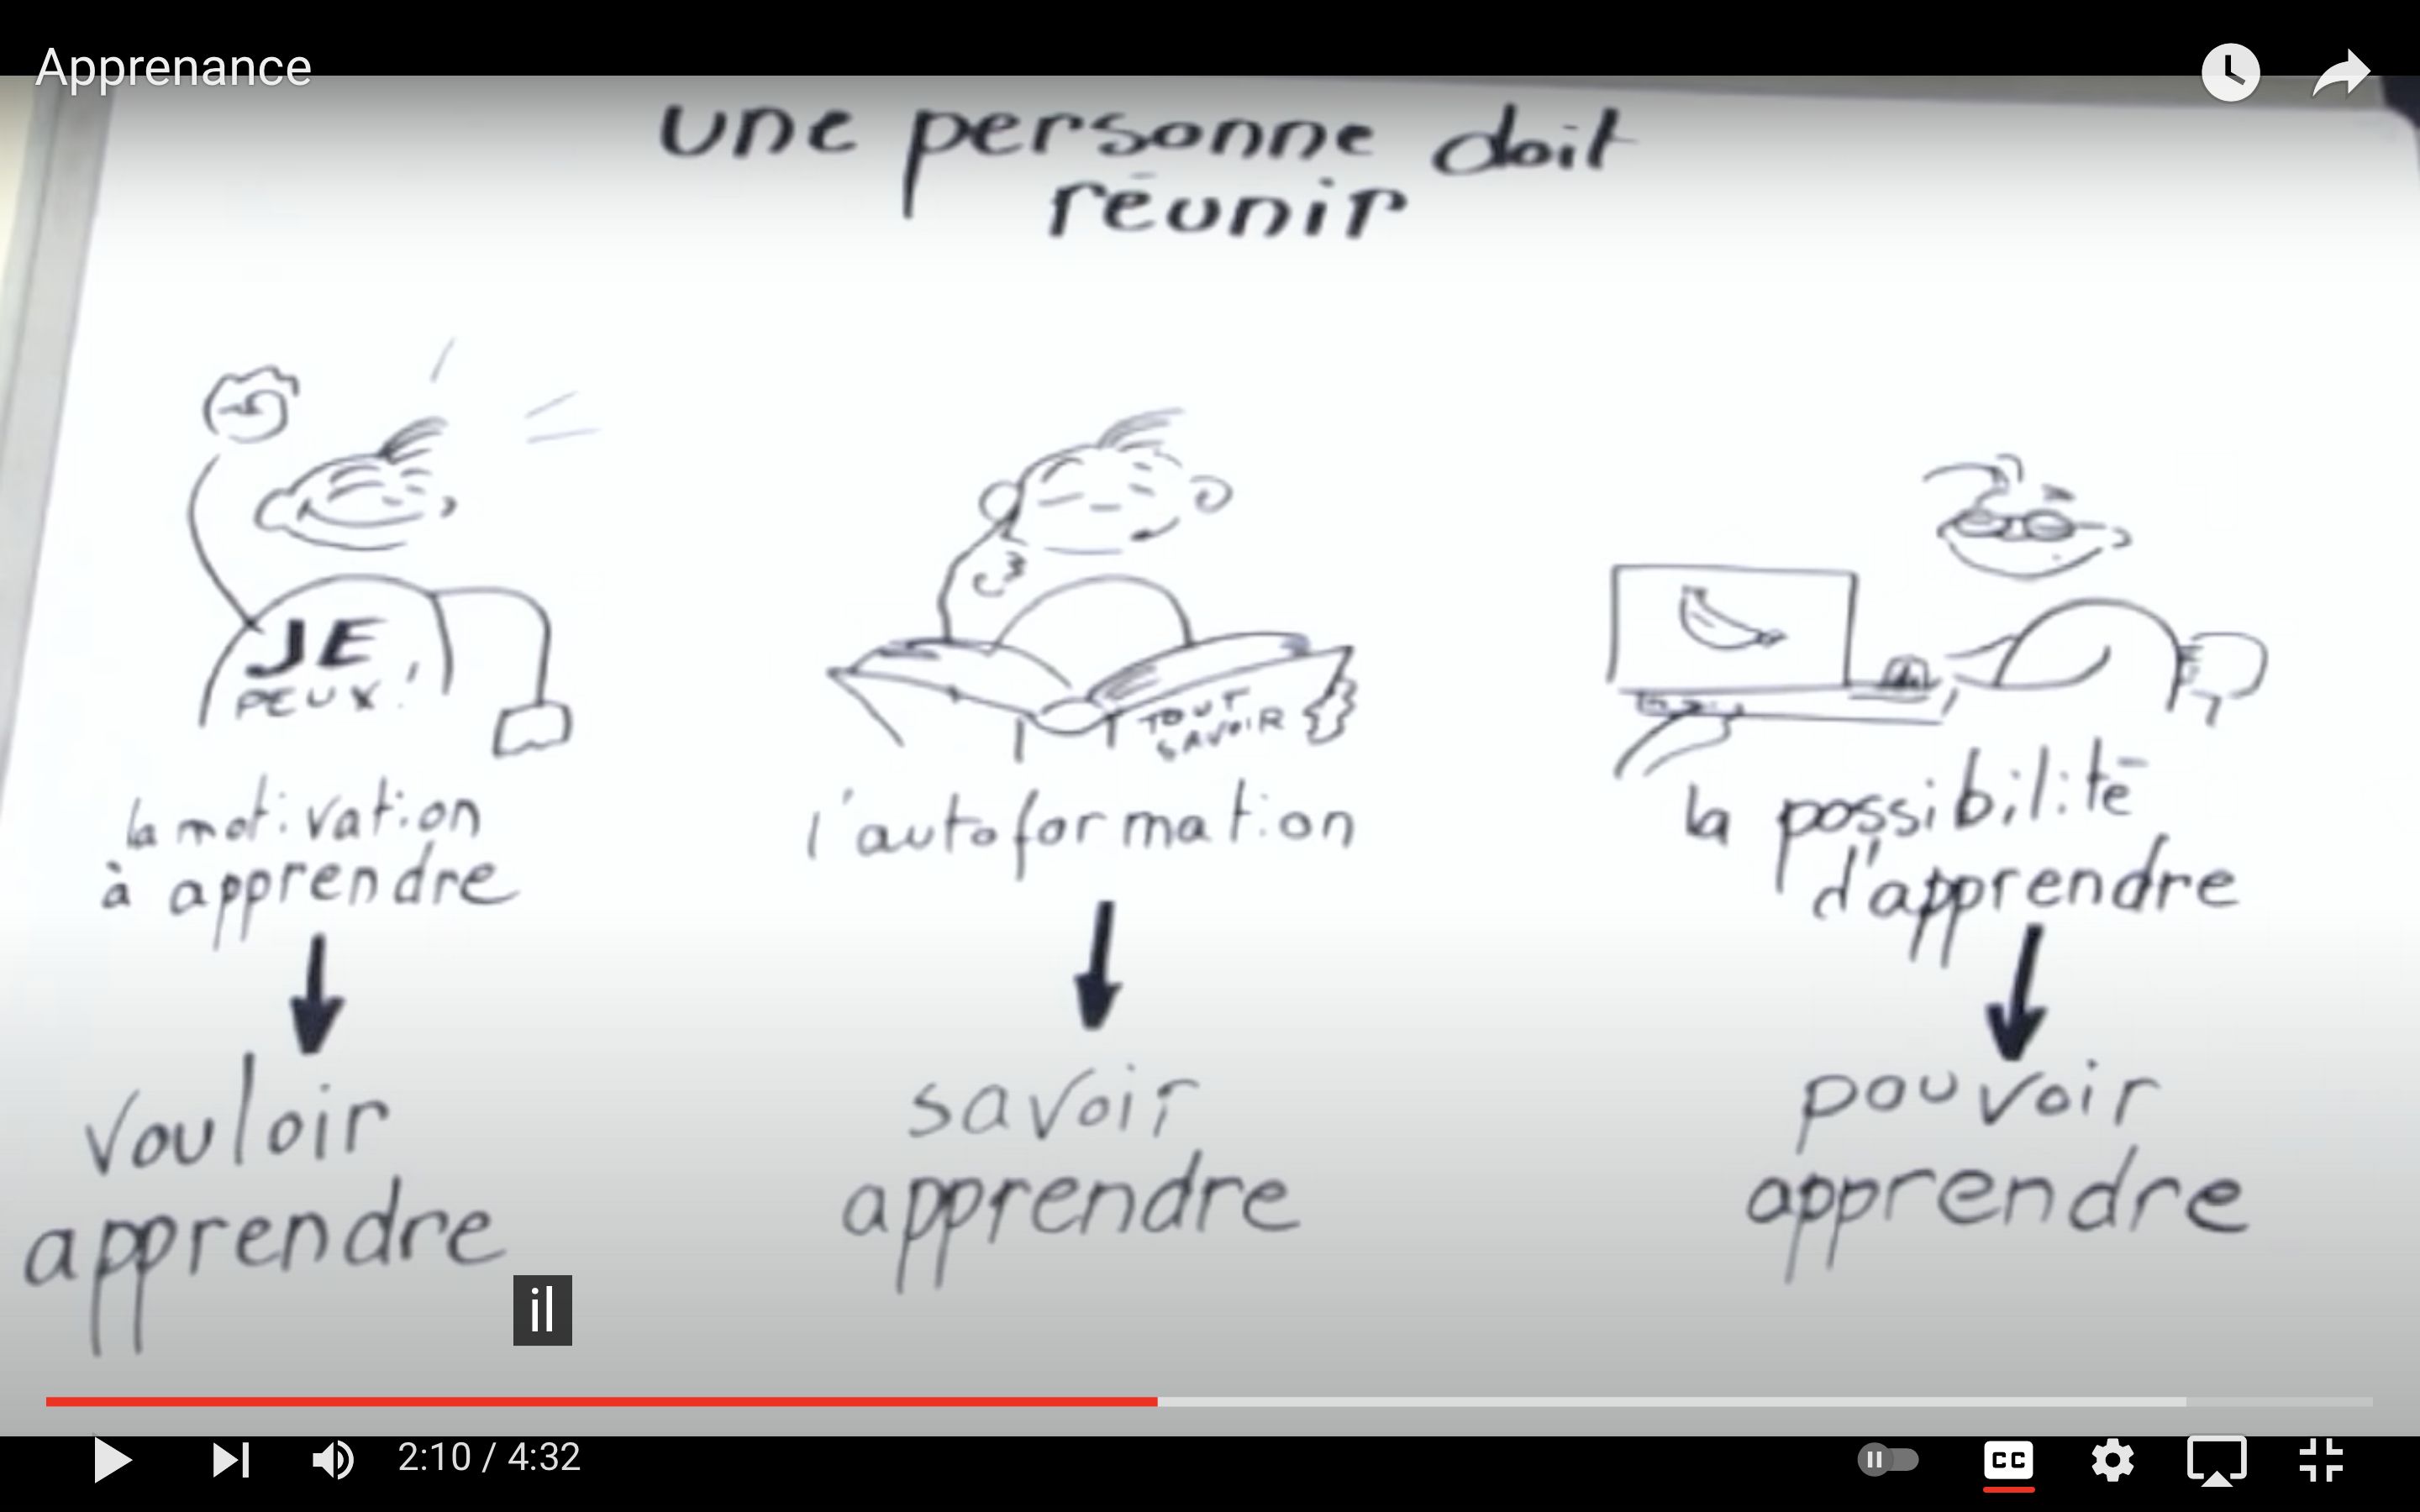 Apprenance
une personne doit
réunir
JE
PEUX!
TOUT
SAVOIR
la motivation
à apprendre
l'autoformation
la possibilité
d'apprendre
vouloir
apprendre
savoir
apprendre
pouvoir
apprendre
il
2:10 / 4:32
CC